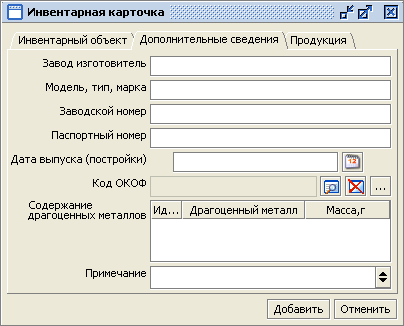 Инвентарная карточка
Инвентарный объект Дополнительные сведения Продукция
Завод изготовитель
Модель, тип, марка
Заводской номер
Паспортный номер
Дата выпуска (постройки) 12
Код ОКОФ ...
Содержание
драгоценных металлов
Ид... Драгоценный металл Масса,г
Примечание
Добавить Отменить